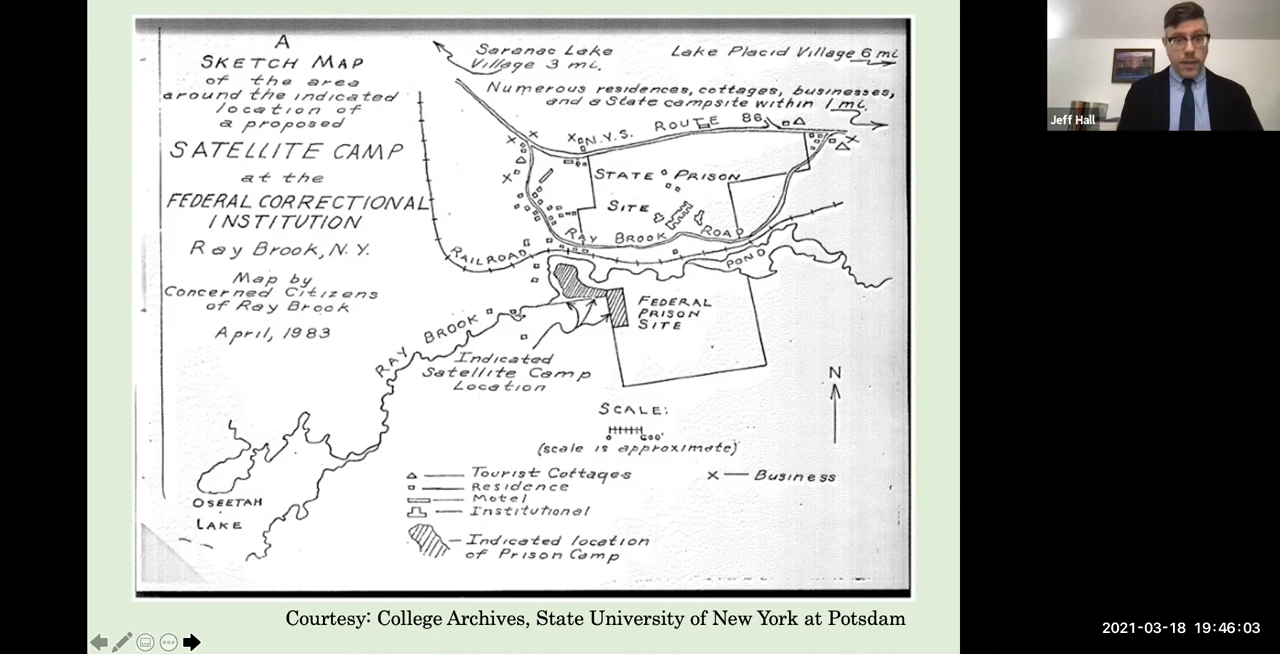 A
SKETCH MAP
of the area
around the indicated
location of
a proposed
SATELLITE CAMP
at the
FEDERAL CORRECTIONAL
INSTITUTION
Ray Brook, N.Y.
Map by
Concerned Citizens
of Ray Brook
April, 1983
Saranac Lake
Village 3 mi.
Lake Placid Village 6 mi
Numerous residences, cottages, businesses,
and a State campsite within 1 mi.
N.Y.S. ROUTE 86
STATE PRISON
SITE
RAY BROOK ROAD
RAILROAD
POND
FEDERAL
PRISON
SITE
RAY BROOK
Indicated
Satellite Camp
Location
N
SCALE:
0 600'
(scale is approximate)
OSEETAH
LAKE
Tourist Cottages
Residence
Motel
Institutional
X — Business
Indicated location
of Prison Camp
Courtesy: College Archives, State University of New York at Potsdam
Jeff Hall
2021-03-18 19:46:03